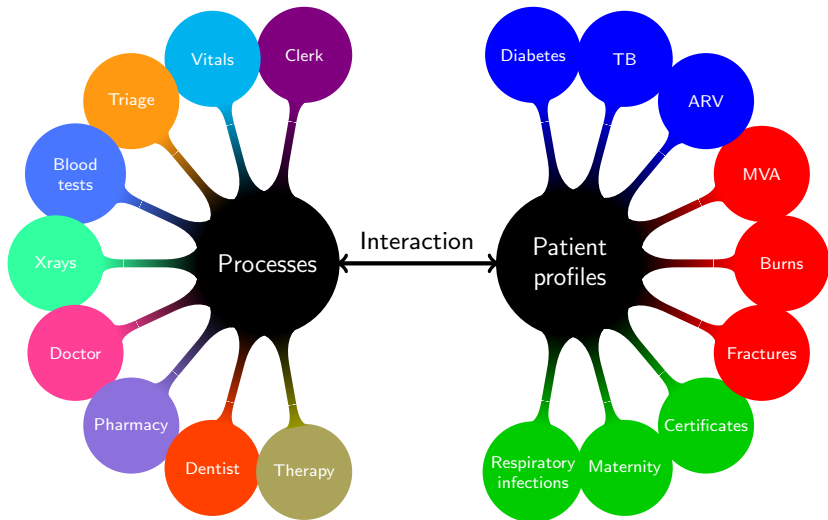 Clerk
Vitals
Triage
Blood
tests
Xrays
Doctor
Pharmacy
Dentist
Therapy
Processes
Interaction
Patient
profiles
Diabetes
TB
ARV
MVA
Burns
Fractures
Certificates
Maternity
Respiratory
infections